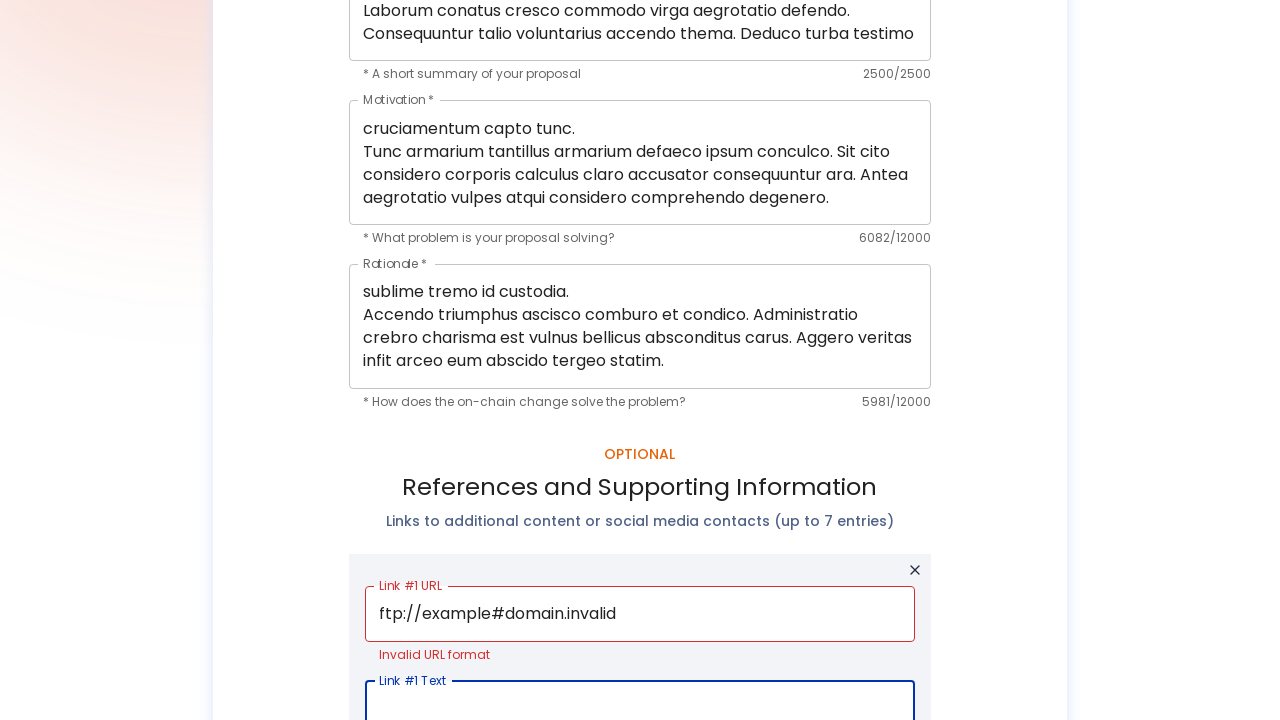 Laborum conatus cresco commodo virga aegrotatio defendo.
Consequuntur talio voluntarius accendo thema. Deduco turba testimo
* A short summary of your proposal 2500/2500
Motivation *
cruciamentum capto tunc.
Tunc armarium tantillus armarium defaeco ipsum conculco. Sit cito
considero corporis calculus claro accusator consequuntur ara. Antea
aegrotatio vulpes atqui considero comprehendo degenero.
* What problem is your proposal solving? 6082/12000
Rationale *
sublime tremo id custodia.
Accendo triumphus ascisco comburo et condico. Administratio
crebro charisma est vulnus bellicus absconditus carus. Aggero veritas
infit arceo eum abscido tergeo statim.
* How does the on-chain change solve the problem? 5981/12000
OPTIONAL
References and Supporting Information
Links to additional content or social media contacts (up to 7 entries)
Link #1 URL
ftp://example#domain.invalid
Invalid URL format
Link #1 Text